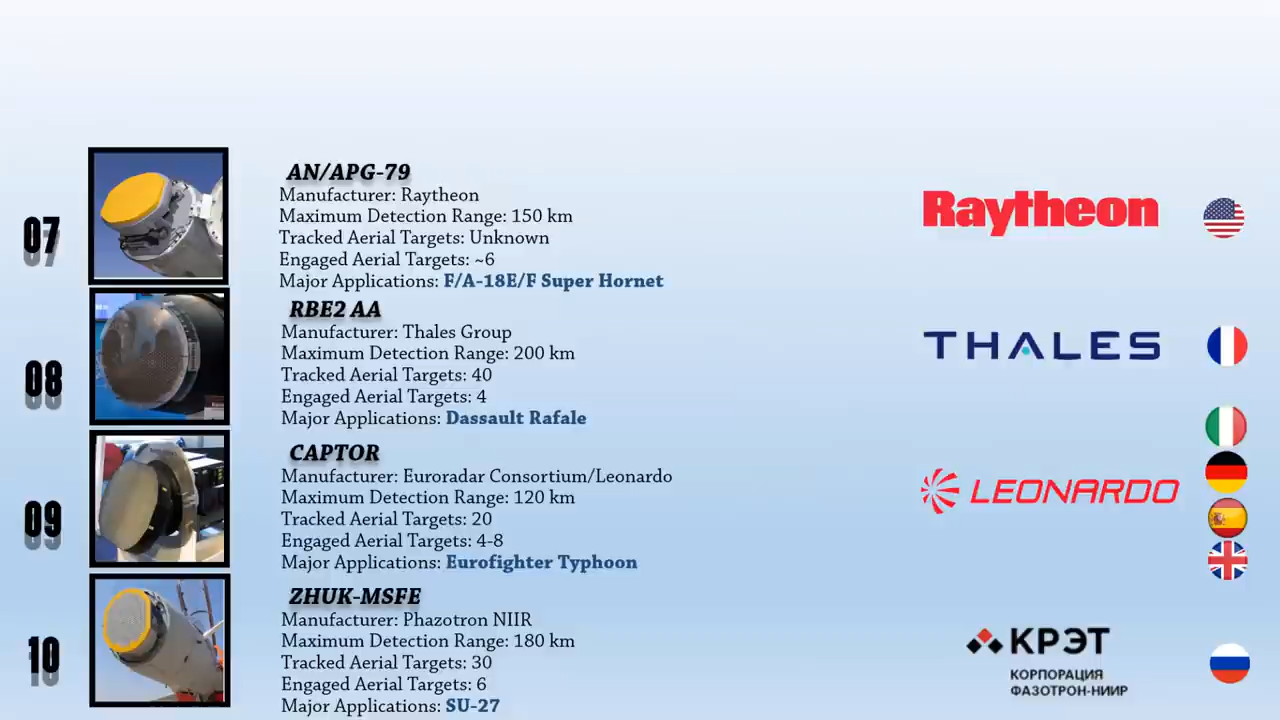 07
AN/APG-79
Manufacturer: Raytheon
Maximum Detection Range: 150 km
Tracked Aerial Targets: Unknown
Engaged Aerial Targets: ~6
Major Applications: F/A-18E/F Super Hornet
Raytheon
08
RBE2 AA
Manufacturer: Thales Group
Maximum Detection Range: 200 km
Tracked Aerial Targets: 40
Engaged Aerial Targets: 4
Major Applications: Dassault Rafale
THALES
09
CAPTOR
Manufacturer: Euroradar Consortium/Leonardo
Maximum Detection Range: 120 km
Tracked Aerial Targets: 20
Engaged Aerial Targets: 4-8
Major Applications: Eurofighter Typhoon
LEONARDO
10
ZHUK-MSFE
Manufacturer: Phazotron NIIR
Maximum Detection Range: 180 km
Tracked Aerial Targets: 30
Engaged Aerial Targets: 6
Major Applications: SU-27
КРЭТ
КОРПОРАЦИЯ
ФАЗОТРОН-НИИР